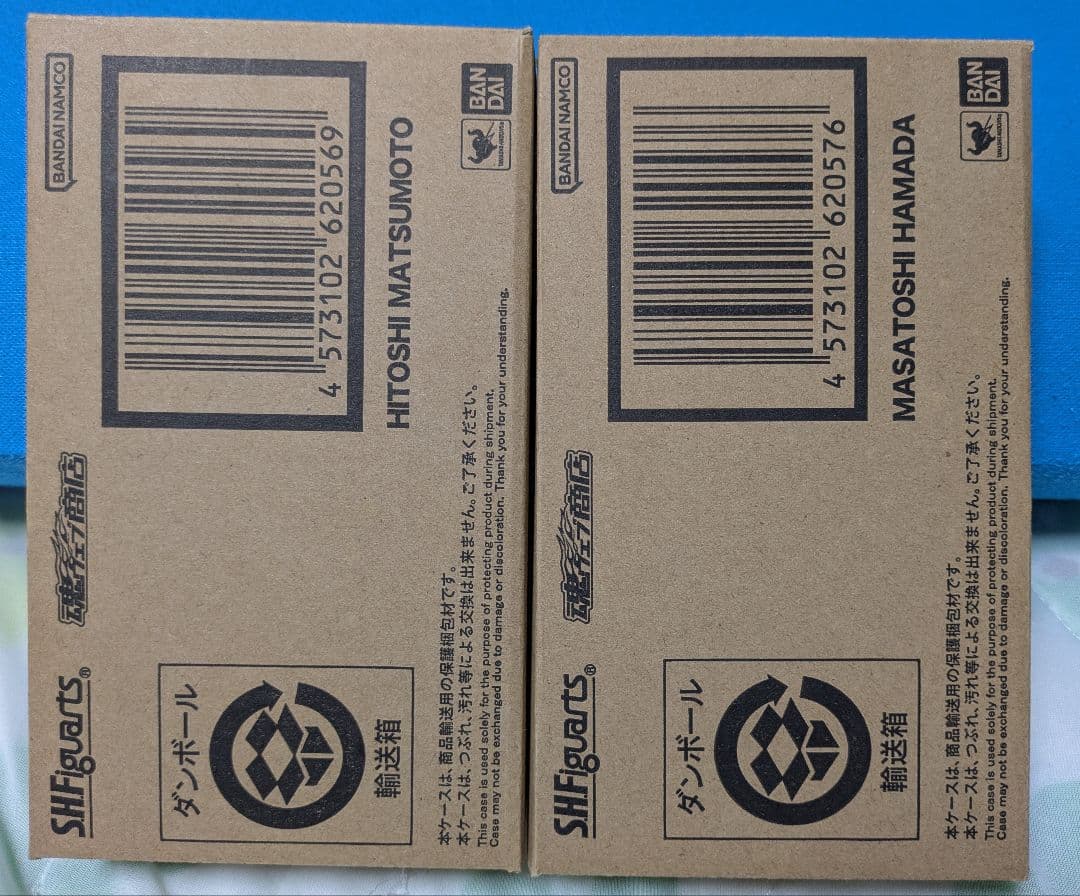 S.H.Figuarts®
魂ウェブ商店
BANDAI NAMCO
4 573102 620569
HITOSHI MATSUMOTO
BAN
DAI
ダンボール
輸送箱
本ケースは、商品輸送用の保護梱包材です。
本ケースは、つぶれ、汚れ等による交換は出来ません。ご了承ください。
This case is used solely for the purpose of protecting product during shipment.
Case may not be exchanged due to damage or discoloration. Thank you for your understanding.
S.H.Figuarts®
魂ウェブ商店
BANDAI NAMCO
4 573102 620576
MASATOSHI HAMADA
BAN
DAI
ダンボール
輸送箱
本ケースは、商品輸送用の保護梱包材です。
本ケースは、つぶれ、汚れ等による交換は出来ません。ご了承ください。
This case is used solely for the purpose of protecting product during shipment.
Case may not be exchanged due to damage or discoloration. Thank you for your understanding.